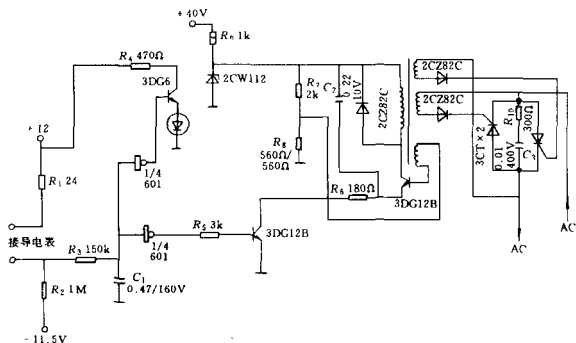 +40V
R₆ 1k
R₄ 470Ω
3DG6
2CW112
R₇
2k
C₂
0.22
10V
2CZ82C
2CZ82C
2CZ82C
R₁₀
300Ω
3CT×2
0.01
400V
C₃
+12
R₁ 24
1/4
601
R₈
560Ω/
560Ω
R₆ 180Ω
3DG12B
接导电表
R₃ 150k
1/4
601
R₅ 3k
3DG12B
C₁
0.47/160V
R₂ 1M
-11.5V
AC
AC